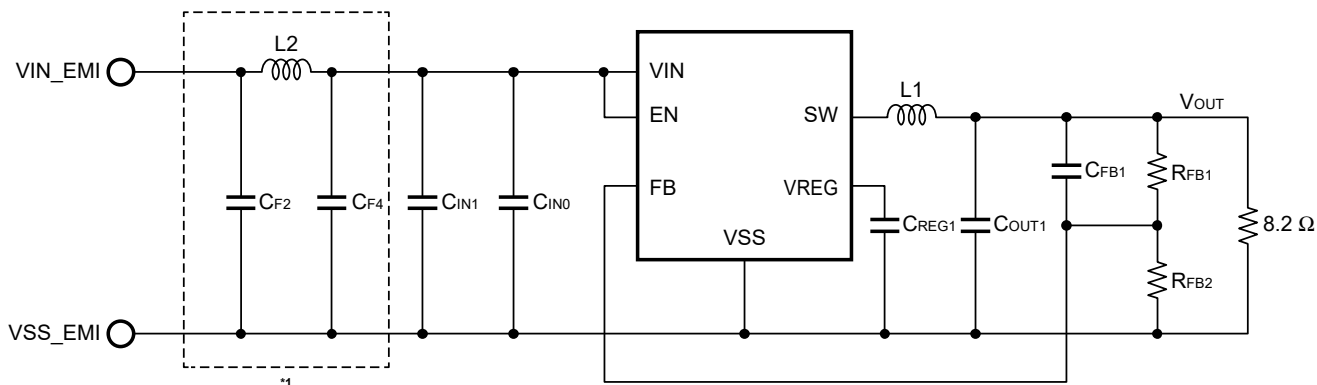 L2
VIN_EMI
VIN
L1
VOUT
EN
SW
CF2
CF4
CIN1
CIN0
FB
VREG
CFB1
RFB1
CREG1
COUT1
8.2 Ω
VSS
RFB2
VSS_EMI
*1